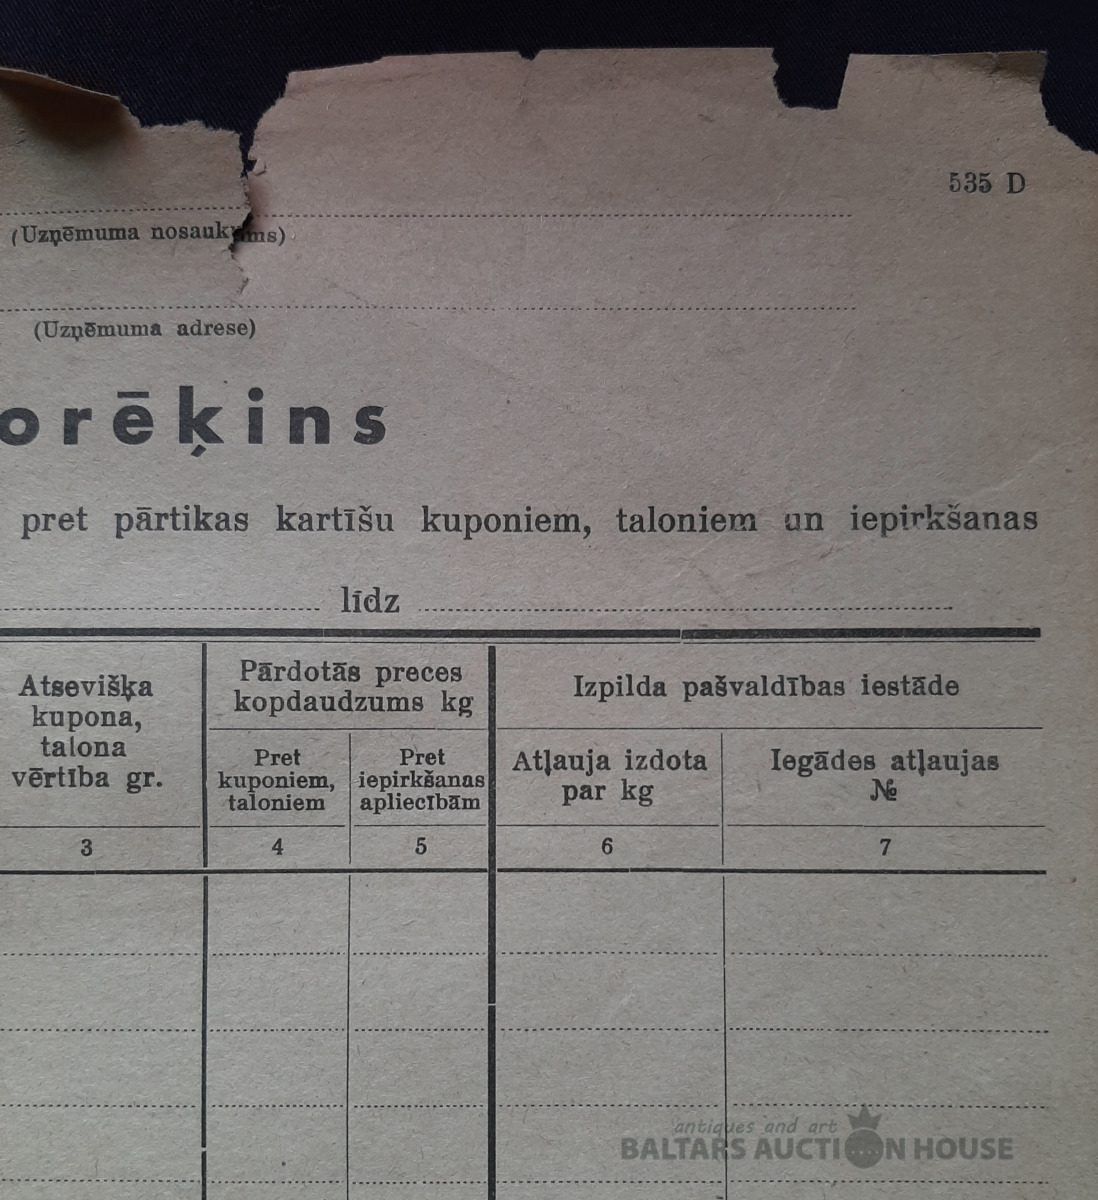 535 D
(Uzņēmuma nosaukums)
(Uzņēmuma adrese)
orēķins
pret pārtikas kartīšu kuponiem, taloniem un iepirkšanas
līdz
Atsevišķa
kupona,
talona
vērtība gr.
Pārdotās preces
kopdaudzums kg
Pret
kuponiem,
taloniem
Pret
iepirkšanas
apliecībām
Izpilda pašvaldības iestāde
Atļauja izdota
par kg
Iegādes atļaujas
№
3 4 5 6 7
antiques and art
BALTARS AUCTION HOUSE